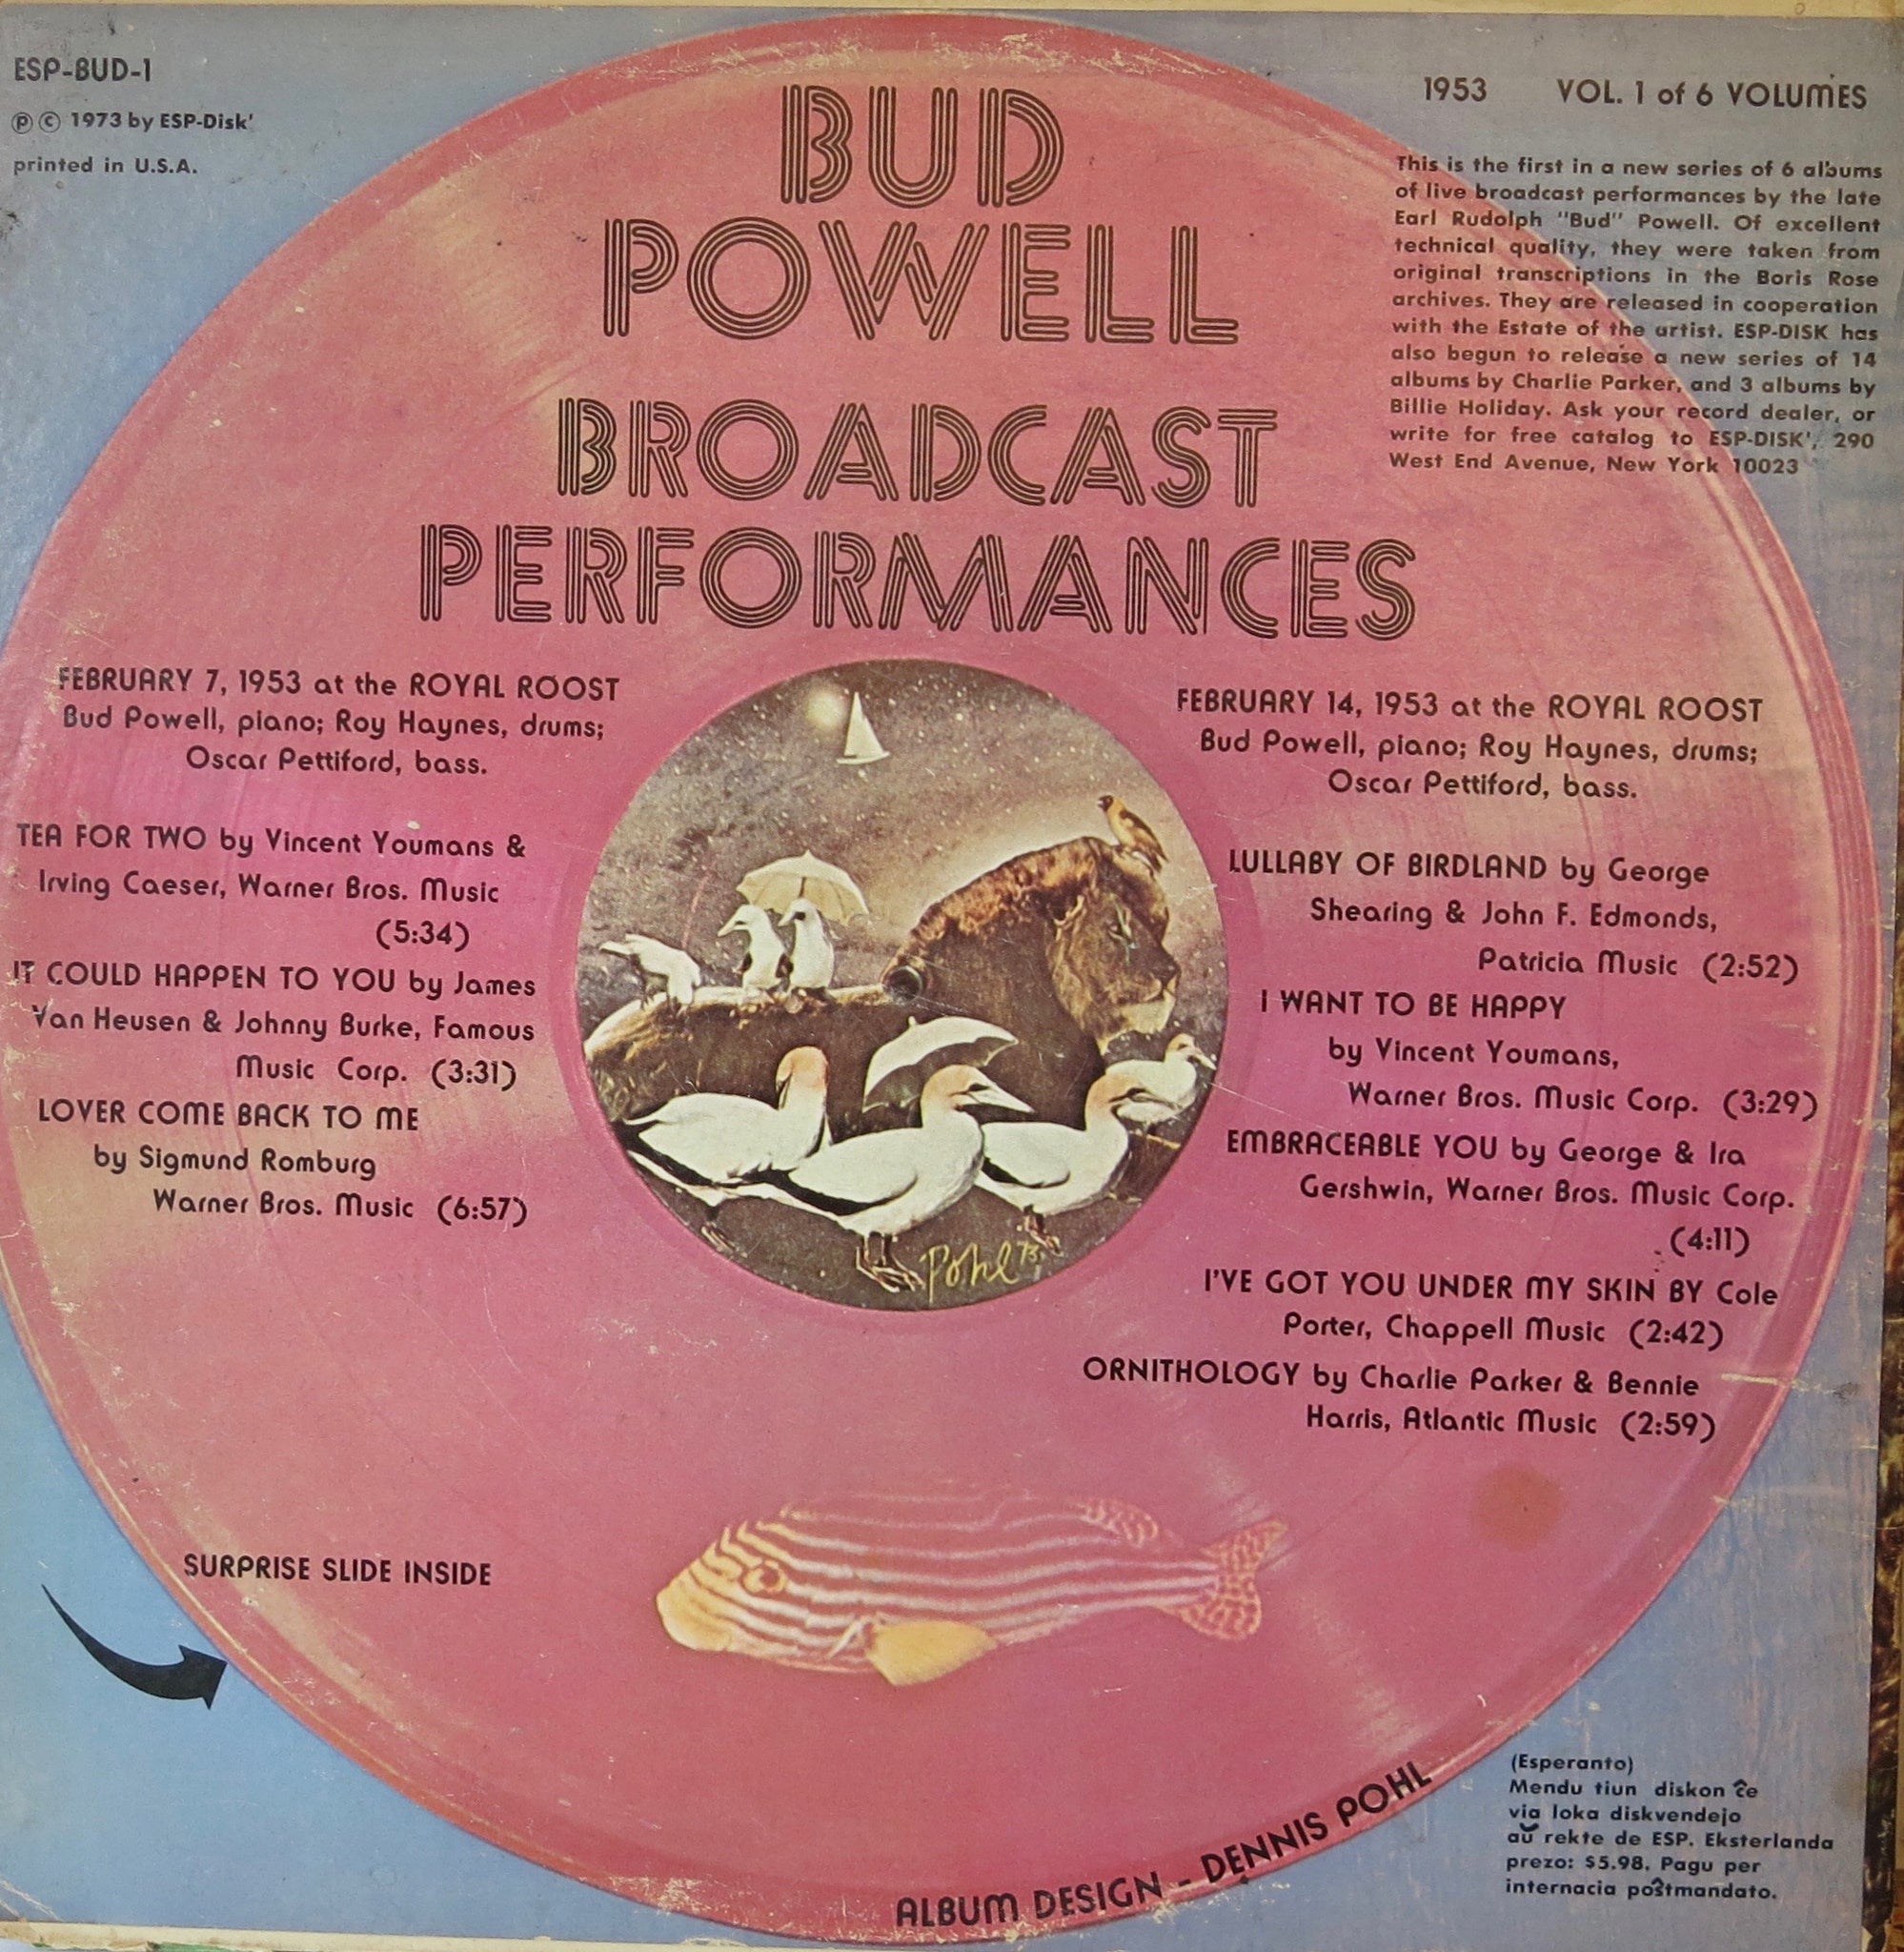 ESP-BUD-1
Ⓟ © 1973 by ESP-Disk'
printed in U.S.A.
BUD
POWELL
BROADCAST
PERFORMANCES
1953 VOL. 1 of 6 VOLUMES
This is the first in a new series of 6 albums
of live broadcast performances by the late
Earl Rudolph "Bud" Powell. Of excellent
technical quality, they were taken from
original transcriptions in the Boris Rose
archives. They are released in cooperation
with the Estate of the artist. ESP-DISK has
also begun to release a new series of 14
albums by Charlie Parker, and 3 albums by
Billie Holiday. Ask your record dealer, or
write for free catalog to ESP-DISK', 290
West End Avenue, New York 10023
FEBRUARY 7, 1953 at the ROYAL ROOST
Bud Powell, piano; Roy Haynes, drums;
Oscar Pettiford, bass.
TEA FOR TWO by Vincent Youmans &
Irving Caeser, Warner Bros. Music
(5:34)
IT COULD HAPPEN TO YOU by James
Van Heusen & Johnny Burke, Famous
Music Corp. (3:31)
LOVER COME BACK TO ME
by Sigmund Romburg
Warner Bros. Music (6:57)
FEBRUARY 14, 1953 at the ROYAL ROOST
Bud Powell, piano; Roy Haynes, drums;
Oscar Pettiford, bass.
LULLABY OF BIRDLAND by George
Shearing & John F. Edmonds,
Patricia Music (2:52)
I WANT TO BE HAPPY
by Vincent Youmans,
Warner Bros. Music Corp. (3:29)
EMBRACEABLE YOU by George & Ira
Gershwin, Warner Bros. Music Corp.
(4:11)
I'VE GOT YOU UNDER MY SKIN BY Cole
Porter, Chappell Music (2:42)
ORNITHOLOGY by Charlie Parker & Bennie
Harris, Atlantic Music (2:59)
Pohl 73
SURPRISE SLIDE INSIDE
ALBUM DESIGN - DENNIS POHL
(Esperanto)
Mendu tiun diskon ĉe
via loka diskvendejo
aŭ rekte de ESP. Eksterlanda
prezo: $5.98. Pagu per
internacia poŝtmandato.